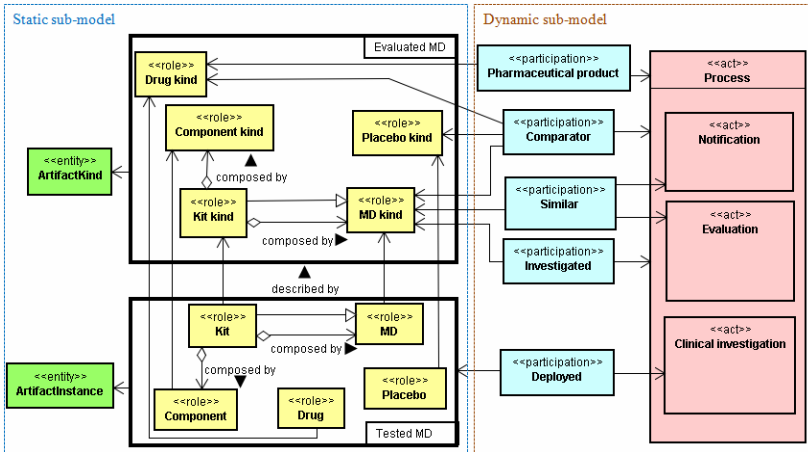 Static sub-model
Dynamic sub-model
Evaluated MD
<<role>>
Drug kind
<<role>>
Component kind
<<role>>
Placebo kind
composed by
<<role>>
Kit kind
<<role>>
MD kind
composed by
<<entity>>
ArtifactKind
described by
<<role>>
Kit
<<role>>
MD
composed by
composed by
<<role>>
Component
<<role>>
Drug
<<role>>
Placebo
Tested MD
<<entity>>
ArtifactInstance
<<participation>>
Pharmaceutical product
<<participation>>
Comparator
<<participation>>
Similar
<<participation>>
Investigated
<<participation>>
Deployed
<<act>>
Process
<<act>>
Notification
<<act>>
Evaluation
<<act>>
Clinical investigation